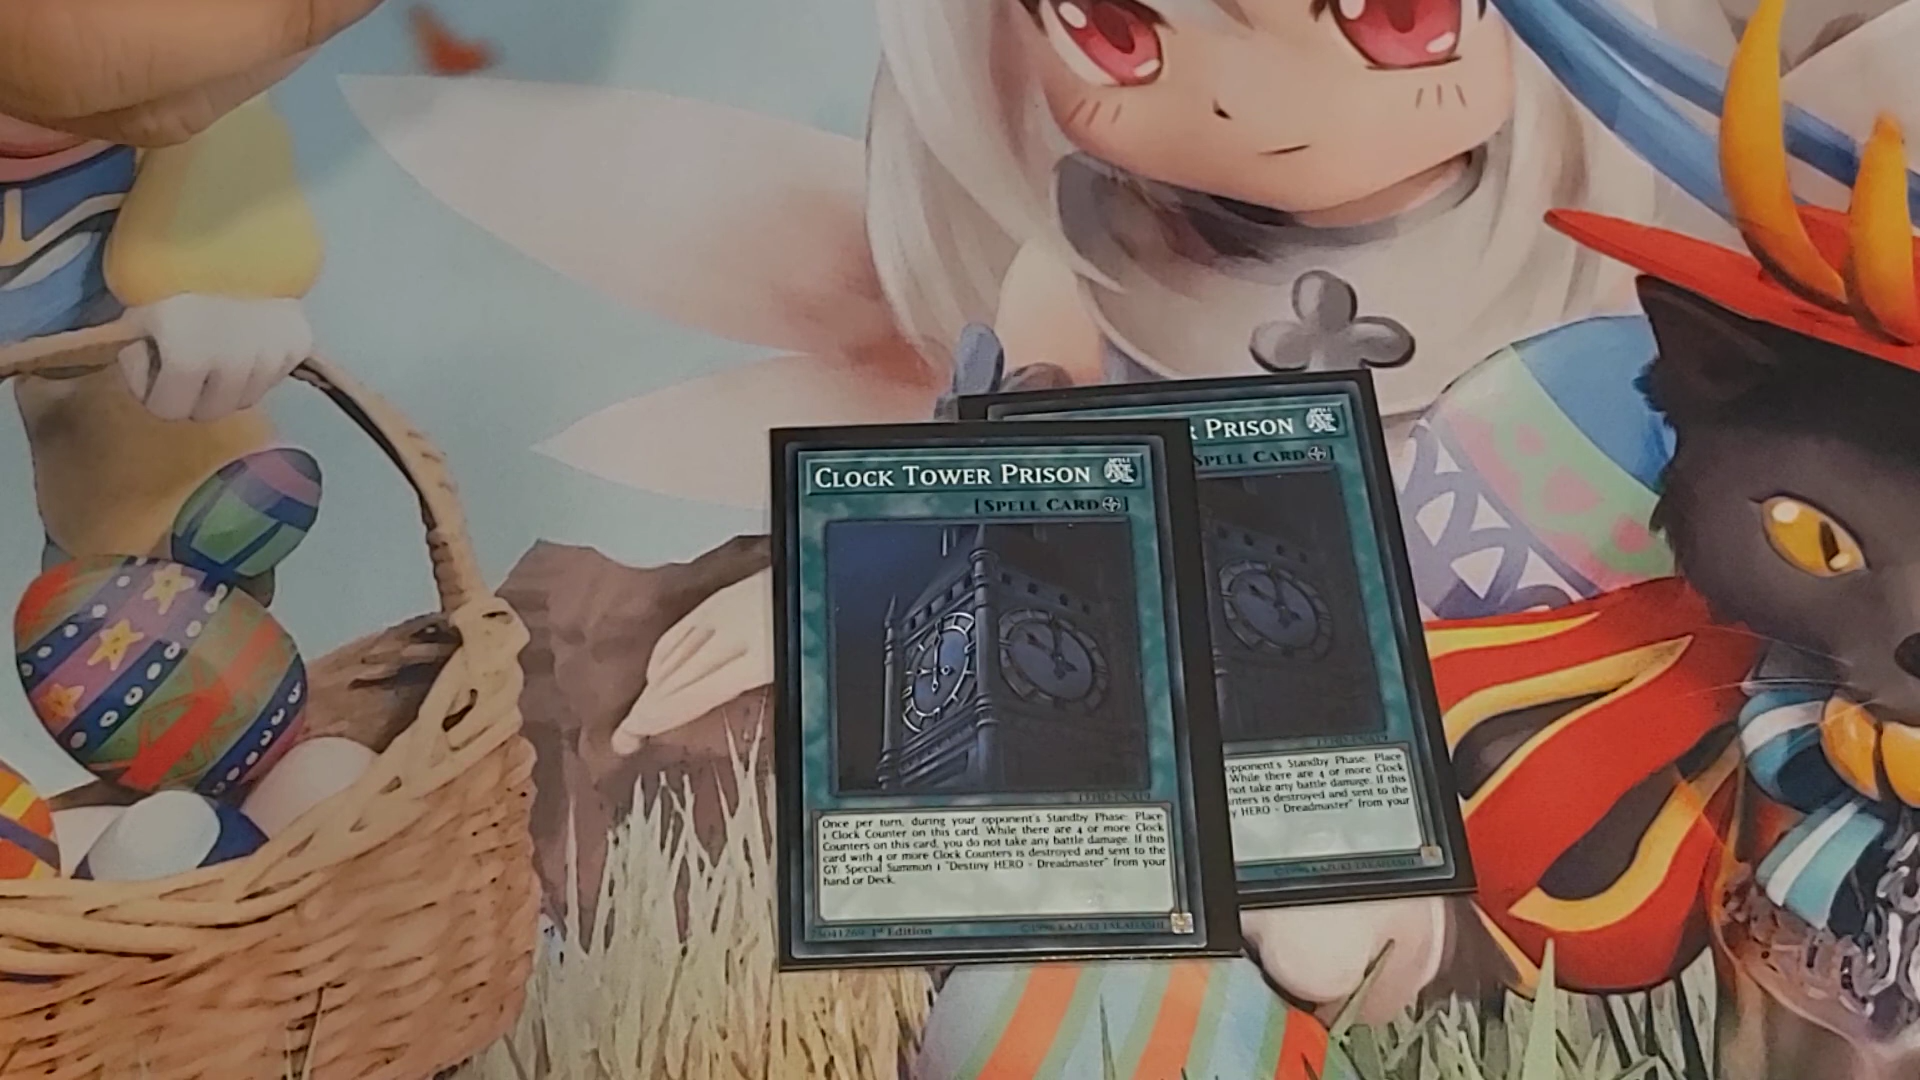 CLOCK TOWER PRISON
[SPELL CARD]
Once per turn, during your opponent's Standby Phase: Place
1 Clock Counter on this card. While there are 4 or more Clock
Counters on this card, you do not take any battle damage. If this
card with 4 or more Clock Counters is destroyed and sent to the
GY: Special Summon 1 "Destiny HERO - Dreadmaster" from your
hand or Deck.
1st Edition
©1996 KAZUKI TAKAHASHI
PRISON
SPELL CARD]
opponent's Standby Phase: Place
While there are 4 or more Clock
not take any battle damage. If this
nters is destroyed and sent to the
y HERO - Dreadmaster" from your
©1996 KAZUKI TAKAHASHI